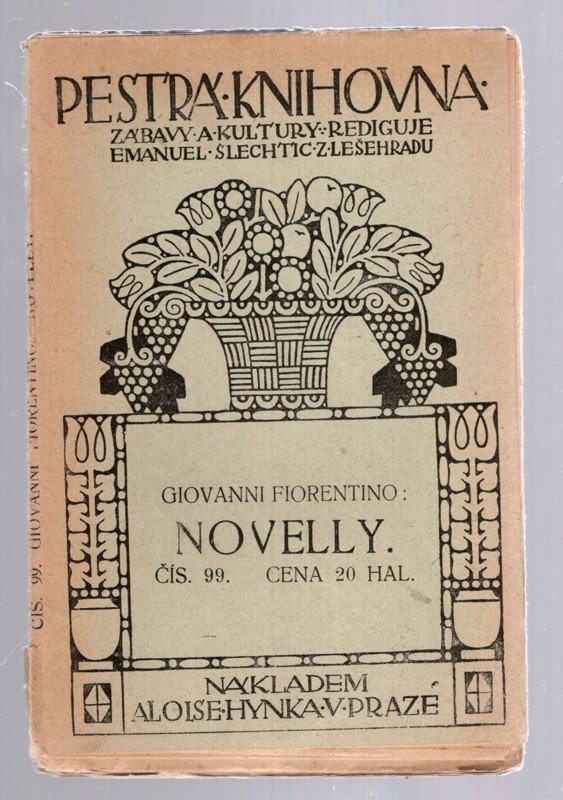 PESTRÁ·KNIHOVNA·
ZÁBAVY·A·KULTURY·:·REDIGUJE
EMANUEL·ŠLECHTIC·Z·LEŠEHRADU
GIOVANNI FIORENTINO:
NOVELLY.
ČÍS. 99. CENA 20 HAL.
NÁKLADEM
ALOISE·HYNKA·V·PRAZE
ČÍS. 99. GIOVANNI FIORENTINO: NOVELLY.